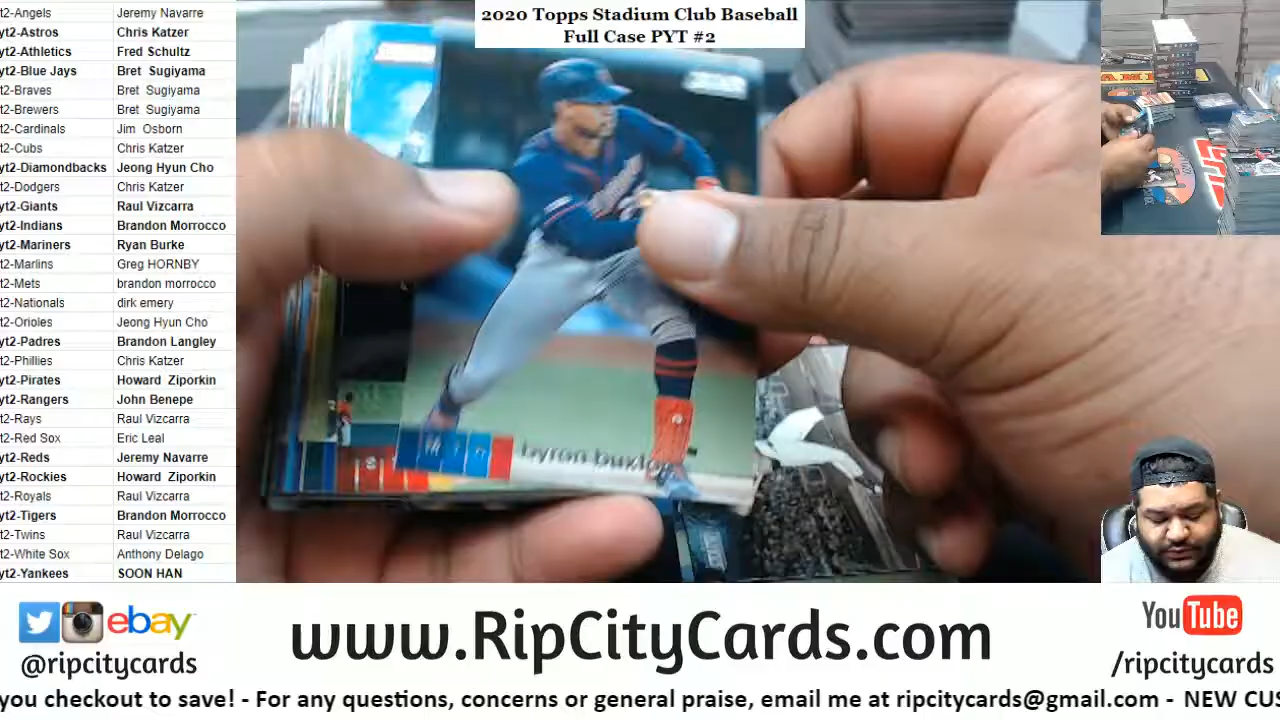 t2-Angels Jeremy Navarre
yt2-Astros Chris Katzer
yt2-Athletics Fred Schultz
yt2-Blue Jays Bret Sugiyama
t2-Braves Bret Sugiyama
t2-Brewers Bret Sugiyama
t2-Cardinals Jim Osborn
t2-Cubs Chris Katzer
yt2-Diamondbacks Jeong Hyun Cho
t2-Dodgers Chris Katzer
yt2-Giants Raul Vizcarra
yt2-Indians Brandon Morrocco
yt2-Mariners Ryan Burke
t2-Marlins Greg HORNBY
t2-Mets brandon morrocco
t2-Nationals dirk emery
t2-Orioles Jeong Hyun Cho
yt2-Padres Brandon Langley
t2-Phillies Chris Katzer
yt2-Pirates Howard Ziporkin
yt2-Rangers John Benepe
t2-Rays Raul Vizcarra
t2-Red Sox Eric Leal
yt2-Reds Jeremy Navarre
yt2-Rockies Howard Ziporkin
t2-Royals Raul Vizcarra
yt2-Tigers Brandon Morrocco
t2-Twins Raul Vizcarra
t2-White Sox Anthony Delago
yt2-Yankees SOON HAN
2020 Topps Stadium Club Baseball
Full Case PYT #2
byron buxto
ebay
@ripcitycards
www.RipCityCards.com
YouTube
/ripcitycards
you checkout to save! - For any questions, concerns or general praise, email me at ripcitycards@gmail.com - NEW CUS